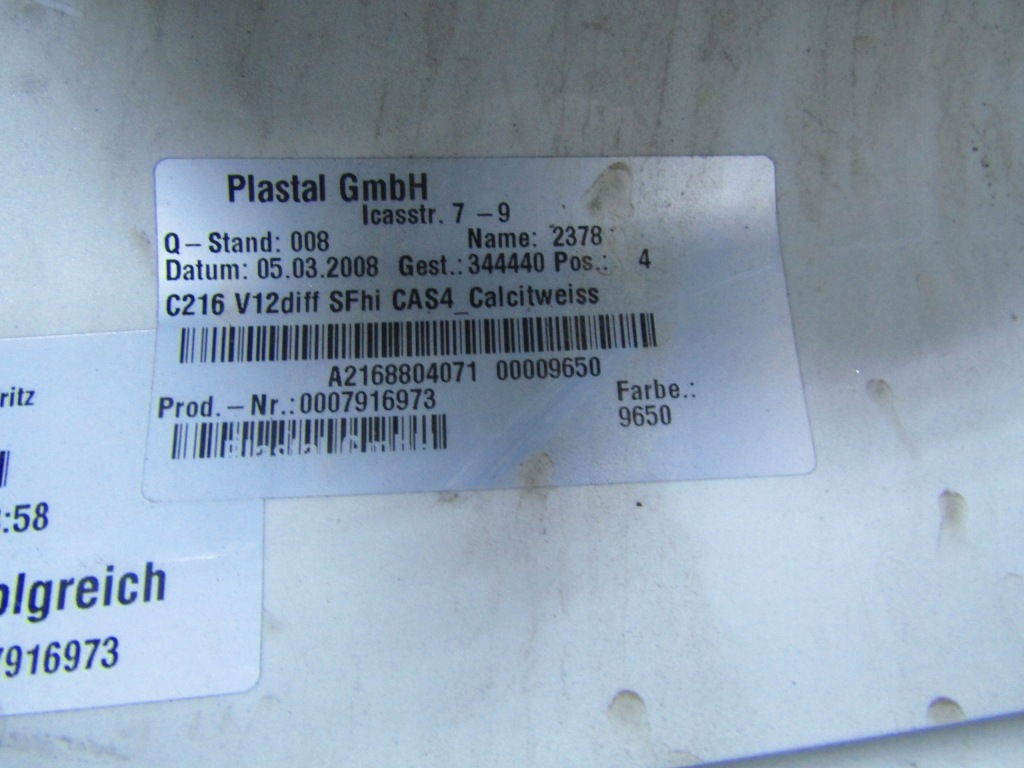 Plastal GmbH
Icasstr. 7 – 9
Q – Stand: 008 Name: 2378
Datum: 05.03.2008 Gest.: 344440 Pos.: 4
C216 V12diff SFhi CAS4_Calcitweiss
A2168804071 00009650
Prod. – Nr.: 0007916973 Farbe.:
9650
ritz
:58
olgreich
7916973